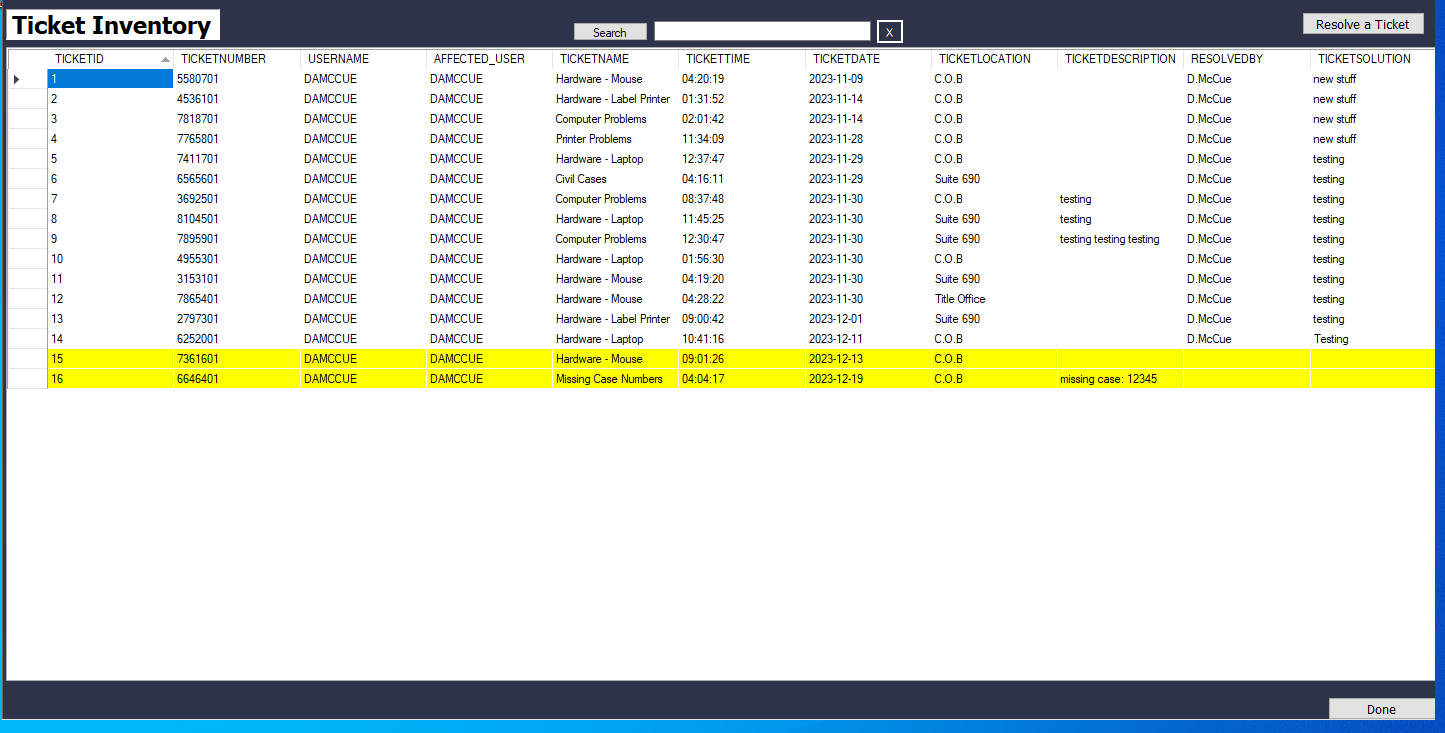 Ticket Inventory
Search X Resolve a Ticket
TICKETID TICKETNUMBER USERNAME AFFECTED_USER TICKETNAME TICKETTIME TICKETDATE TICKETLOCATION TICKETDESCRIPTION RESOLVEDBY TICKETSOLUTION
1 5580701 DAMCCUE DAMCCUE Hardware - Mouse 04:20:19 2023-11-09 C.O.B D.McCue new stuff
2 4536101 DAMCCUE DAMCCUE Hardware - Label Printer 01:31:52 2023-11-14 C.O.B D.McCue new stuff
3 7818701 DAMCCUE DAMCCUE Computer Problems 02:01:42 2023-11-14 C.O.B D.McCue new stuff
4 7765801 DAMCCUE DAMCCUE Printer Problems 11:34:09 2023-11-28 C.O.B D.McCue new stuff
5 7411701 DAMCCUE DAMCCUE Hardware - Laptop 12:37:47 2023-11-29 C.O.B D.McCue testing
6 6565601 DAMCCUE DAMCCUE Civil Cases 04:16:11 2023-11-29 Suite 690 D.McCue testing
7 3692501 DAMCCUE DAMCCUE Computer Problems 08:37:48 2023-11-30 C.O.B testing D.McCue testing
8 8104501 DAMCCUE DAMCCUE Hardware - Laptop 11:45:25 2023-11-30 Suite 690 testing D.McCue testing
9 7895901 DAMCCUE DAMCCUE Computer Problems 12:30:47 2023-11-30 Suite 690 testing testing testing D.McCue testing
10 4955301 DAMCCUE DAMCCUE Hardware - Laptop 01:56:30 2023-11-30 C.O.B D.McCue testing
11 3153101 DAMCCUE DAMCCUE Hardware - Mouse 04:19:20 2023-11-30 Suite 690 D.McCue testing
12 7865401 DAMCCUE DAMCCUE Hardware - Mouse 04:28:22 2023-11-30 Title Office D.McCue testing
13 2797301 DAMCCUE DAMCCUE Hardware - Label Printer 09:00:42 2023-12-01 Suite 690 D.McCue testing
14 6252001 DAMCCUE DAMCCUE Hardware - Laptop 10:41:16 2023-12-11 C.O.B D.McCue Testing
15 7361601 DAMCCUE DAMCCUE Hardware - Mouse 09:01:26 2023-12-13 C.O.B
16 6646401 DAMCCUE DAMCCUE Missing Case Numbers 04:04:17 2023-12-19 C.O.B missing case: 12345
Done